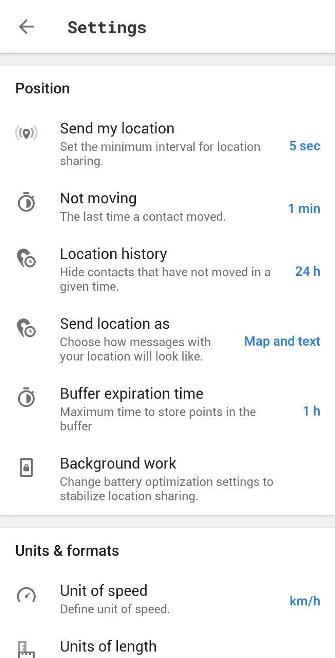 Settings
Position
Send my location
Set the minimum interval for location
sharing.
5 sec
Not moving
The last time a contact moved.
1 min
Location history
Hide contacts that have not moved in a
given time.
24 h
Send location as
Choose how messages with
your location will look like.
Map and text
Buffer expiration time
Maximum time to store points in the
buffer
1 h
Background work
Change battery optimization settings to
stabilize location sharing.
Units & formats
Unit of speed
Define unit of speed.
km/h
Units of length